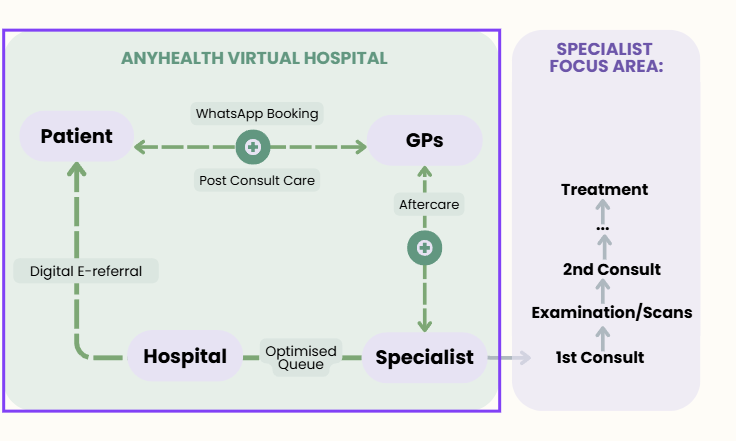 ANYHEALTH VIRTUAL HOSPITAL
WhatsApp Booking
Patient
GPs
Post Consult Care
Aftercare
Digital E-referral
Hospital
Optimised
Queue
Specialist
SPECIALIST
FOCUS AREA:
Treatment
...
2nd Consult
Examination/Scans
1st Consult